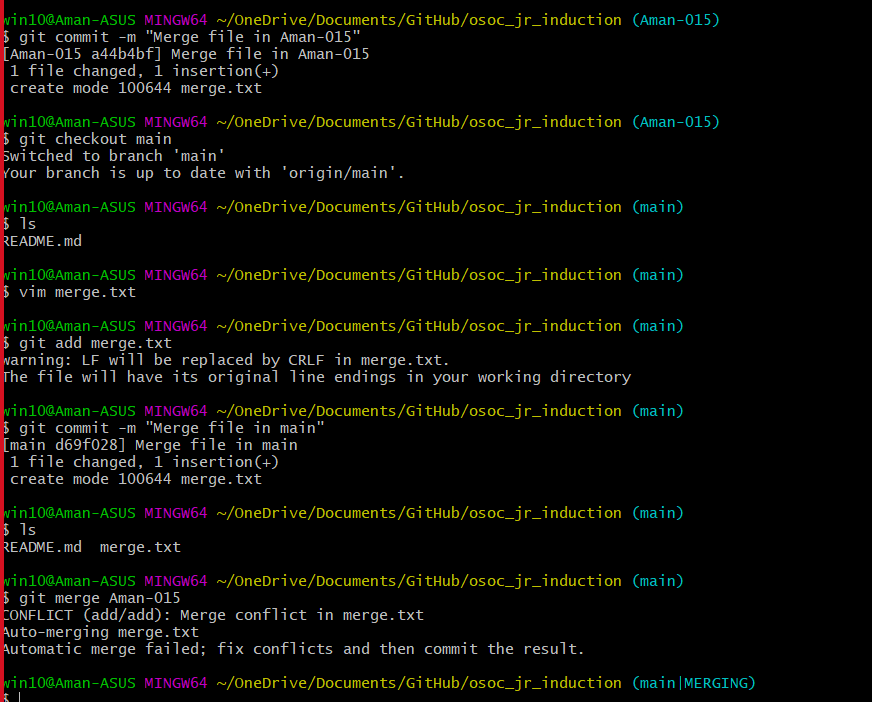 win10@Aman-ASUS MINGW64 ~/OneDrive/Documents/GitHub/osoc_jr_induction (Aman-015)
$ git commit -m "Merge file in Aman-015"
[Aman-015 a44b4bf] Merge file in Aman-015
 1 file changed, 1 insertion(+)
 create mode 100644 merge.txt
win10@Aman-ASUS MINGW64 ~/OneDrive/Documents/GitHub/osoc_jr_induction (Aman-015)
$ git checkout main
Switched to branch 'main'
Your branch is up to date with 'origin/main'.
win10@Aman-ASUS MINGW64 ~/OneDrive/Documents/GitHub/osoc_jr_induction (main)
$ ls
README.md
win10@Aman-ASUS MINGW64 ~/OneDrive/Documents/GitHub/osoc_jr_induction (main)
$ vim merge.txt
win10@Aman-ASUS MINGW64 ~/OneDrive/Documents/GitHub/osoc_jr_induction (main)
$ git add merge.txt
warning: LF will be replaced by CRLF in merge.txt.
The file will have its original line endings in your working directory
win10@Aman-ASUS MINGW64 ~/OneDrive/Documents/GitHub/osoc_jr_induction (main)
$ git commit -m "Merge file in main"
[main d69f028] Merge file in main
 1 file changed, 1 insertion(+)
 create mode 100644 merge.txt
win10@Aman-ASUS MINGW64 ~/OneDrive/Documents/GitHub/osoc_jr_induction (main)
$ ls
README.md  merge.txt
win10@Aman-ASUS MINGW64 ~/OneDrive/Documents/GitHub/osoc_jr_induction (main)
$ git merge Aman-015
CONFLICT (add/add): Merge conflict in merge.txt
Auto-merging merge.txt
Automatic merge failed; fix conflicts and then commit the result.
win10@Aman-ASUS MINGW64 ~/OneDrive/Documents/GitHub/osoc_jr_induction (main|MERGING)
$